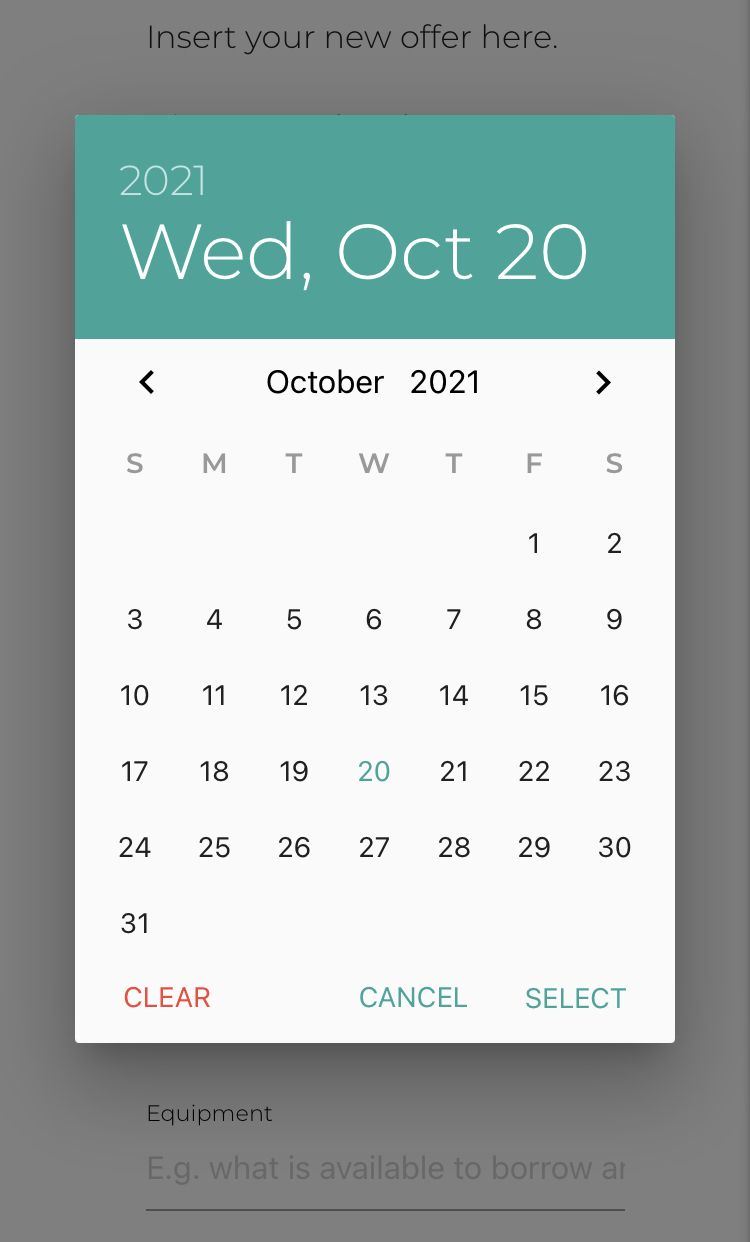 Insert your new offer here.
2021
Wed, Oct 20
October 2021
S M T W T F S
1 2
3 4 5 6 7 8 9
10 11 12 13 14 15 16
17 18 19 20 21 22 23
24 25 26 27 28 29 30
31
CLEAR CANCEL SELECT
Equipment
E.g. what is available to borrow